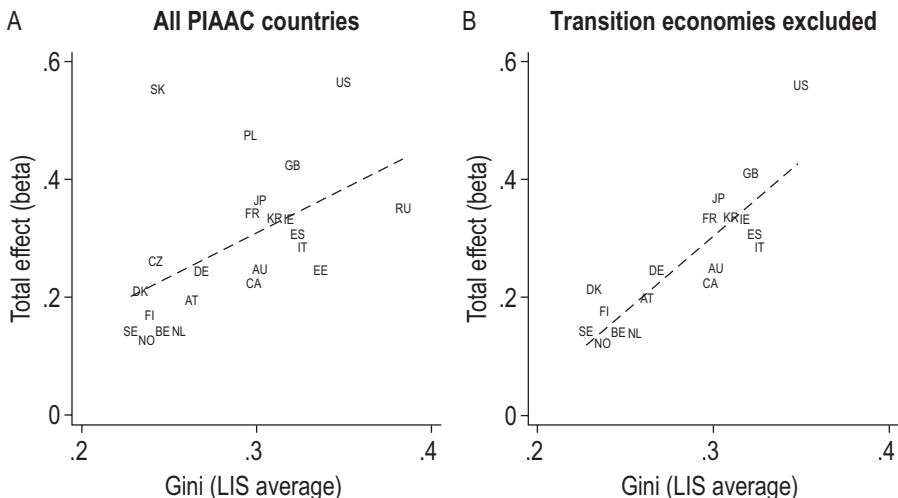 A All PIAAC countries
.6
.4
.2
0
Total effect (beta)
SK
US
PL
GB
JP
FR
KR IE
RU
ES
IT
CZ
DE
AU
EE
CA
DK
AT
FI
SE
BE NL
NO
.2 .3 .4
Gini (LIS average)
B Transition economies excluded
.6
.4
.2
0
Total effect (beta)
US
GB
JP
FR
KR IE
ES
IT
DE
AU
CA
DK
AT
FI
SE
BE NL
NO
.2 .3 .4
Gini (LIS average)